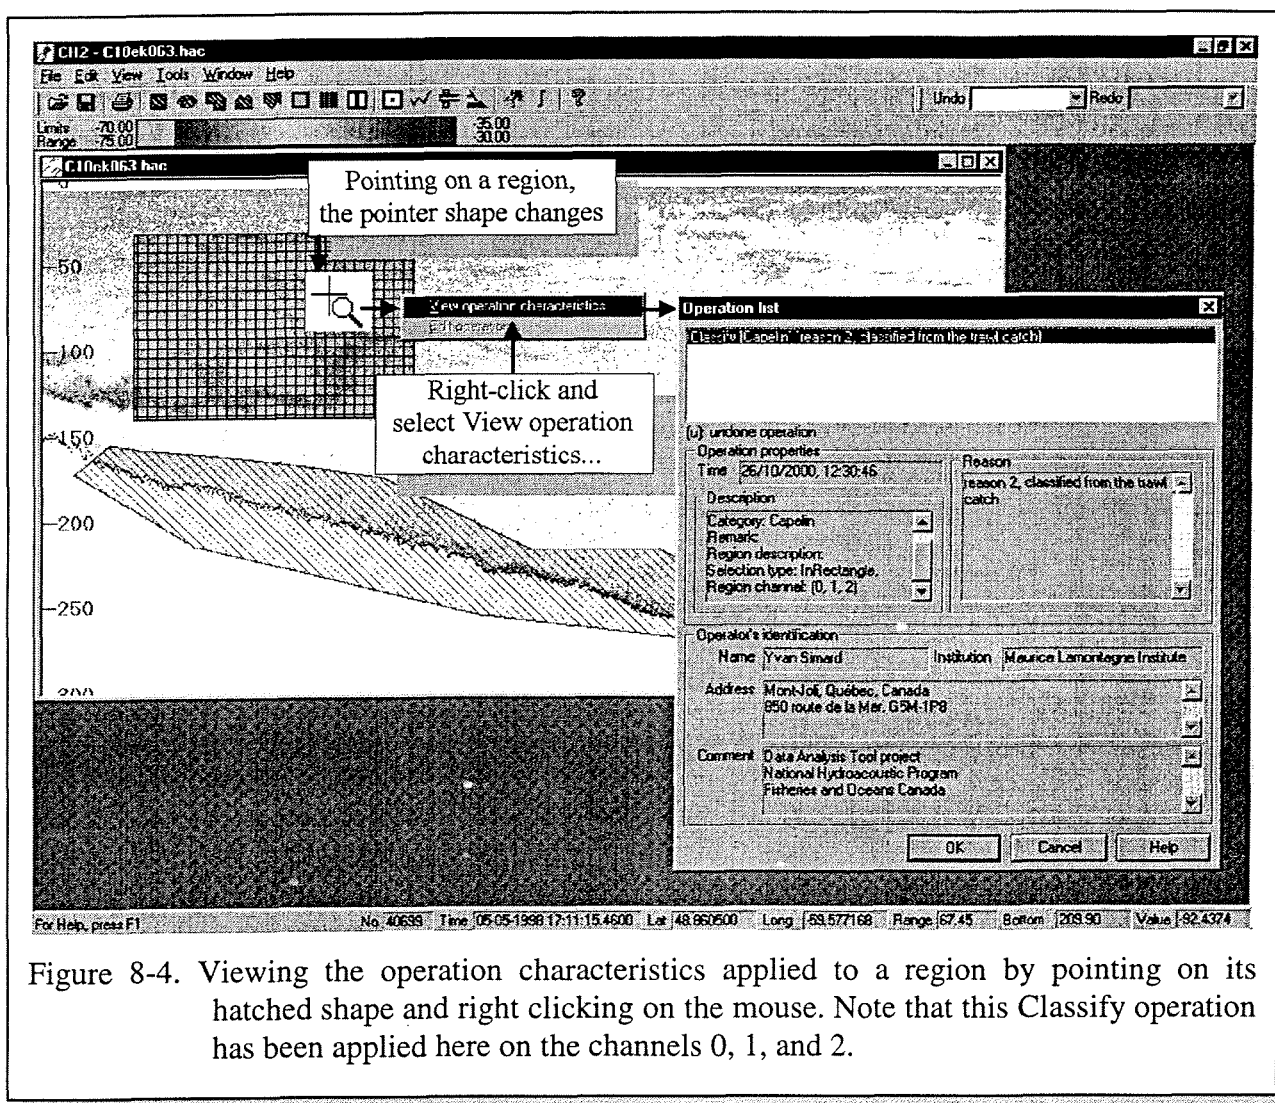 CH2 - C10ek063.hac
File Edit View Tools Window Help
Undo Redo
Limits -70.00 -35.00
Range -75.00 -30.00
C10ek063.hac
Pointing on a region,
the pointer shape changes
50
100
150
200
250
300
View operation characteristics
Right-click and
select View operation
characteristics...
Operation list
Classify (Capelin, reason 2, classified from the trawl catch)
(u): undone operation
Operation properties
Time 26/10/2000, 12:30:46
Description
Category: Capelin
Remark:
Region description:
Selection type: InRectangle,
Region channel: (0, 1, 2)
Reason
reason 2, classified from the trawl
catch
Operator's identification
Name Yvan Simard Institution Maurice Lamontagne Institute
Address Mont-Joli, Québec, Canada
850 route de la Mer, G5M-1P8
Comment Data Analysis Tool project
National Hydroacoustic Program
Fisheries and Oceans Canada
OK Cancel Help
For Help, press F1 No. 40699 Time 05-05-1998 17:11:15.4600 Lat 48.860500 Long -59.577168 Range 67.45 Bottom 209.90 Value -92.4374
Figure 8-4. Viewing the operation characteristics applied to a region by pointing on its
hatched shape and right clicking on the mouse. Note that this Classify operation
has been applied here on the channels 0, 1, and 2.